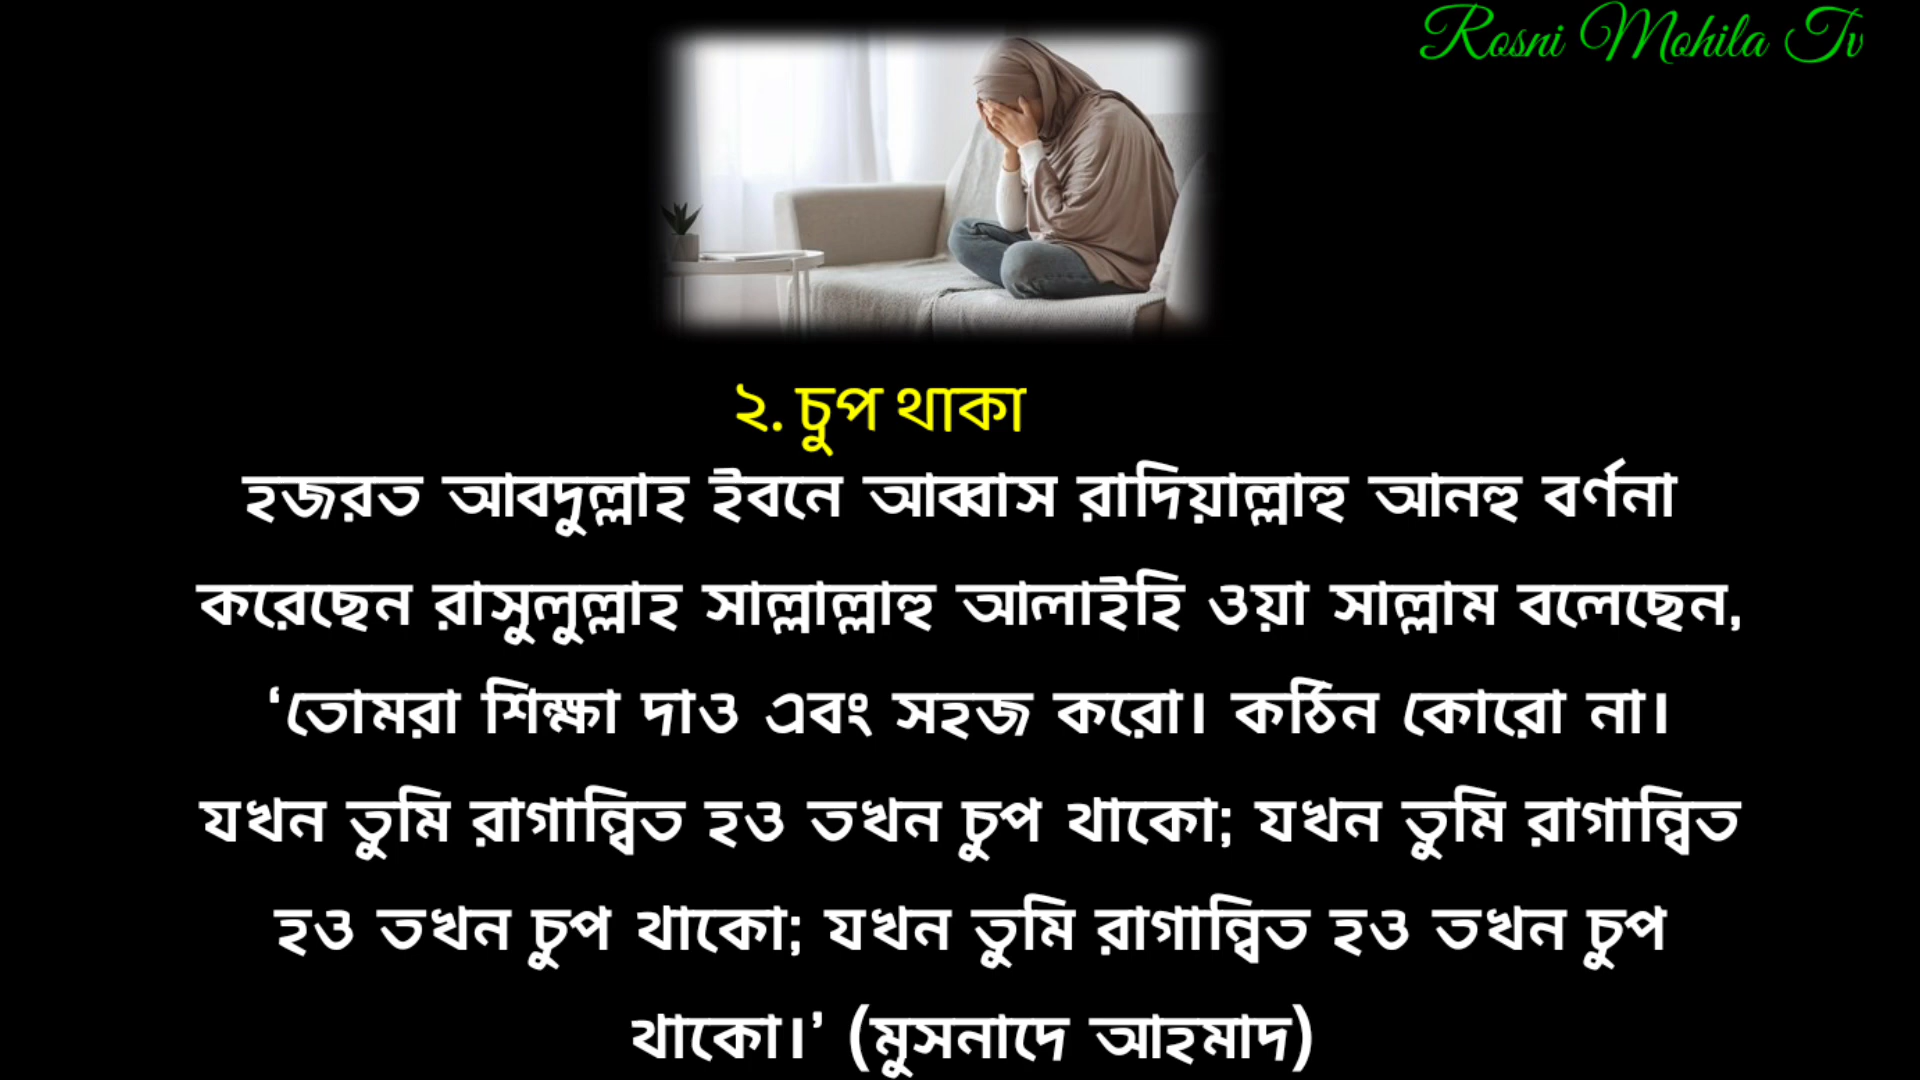 Rosni Mohila Tv
২. চুপ থাকা
হজরত আবদুল্লাহ ইবনে আব্বাস রাদিয়াল্লাহু আনহু বর্ণনা
করেছেন রাসুলুল্লাহ সাল্লাল্লাহু আলাইহি ওয়া সাল্লাম বলেছেন,
‘তোমরা শিক্ষা দাও এবং সহজ করো। কঠিন কোরো না।
যখন তুমি রাগান্বিত হও তখন চুপ থাকো; যখন তুমি রাগান্বিত
হও তখন চুপ থাকো; যখন তুমি রাগান্বিত হও তখন চুপ
থাকো।’ (মুসনাদে আহমাদ)